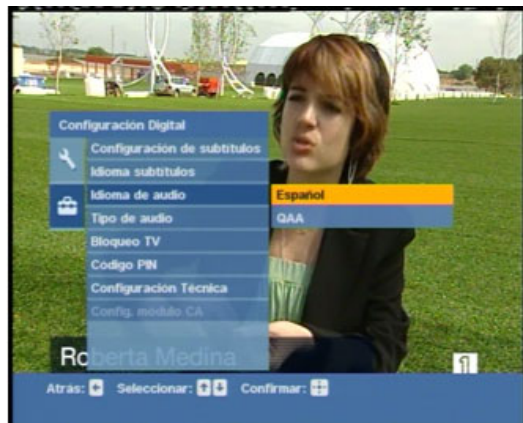 Configuración Digital
Configuración de subtítulos
Idioma subtítulos
Idioma de audio
Español
Tipo de audio
QAA
Bloqueo TV
Código PIN
Configuración Técnica
Config. módulo CA
Roberta Medina
1
Atrás: Seleccionar: Confirmar: